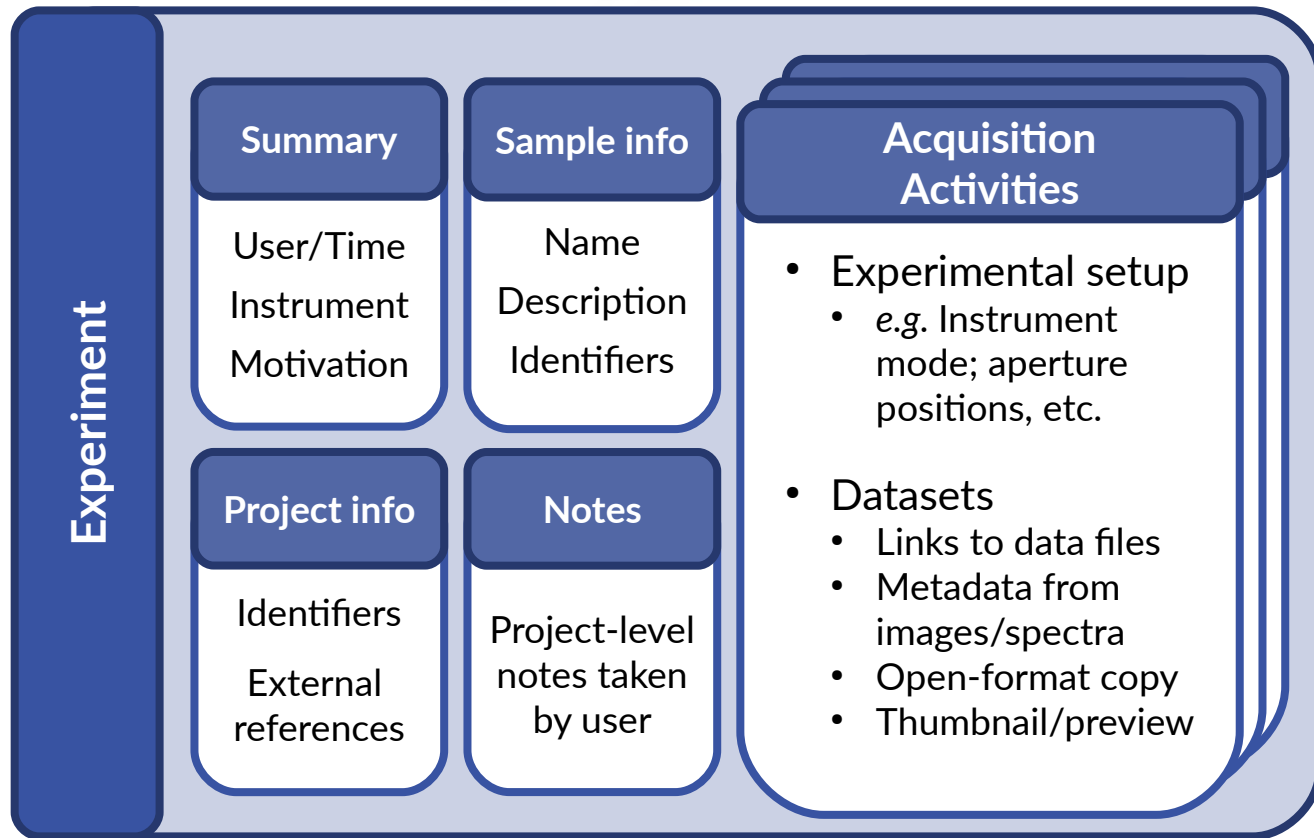 Experiment
Summary
User/Time
Instrument
Motivation
Sample info
Name
Description
Identifiers
Project info
Identifiers
External
references
Notes
Project-level
notes taken
by user
Acquisition
Activities
• Experimental setup
• e.g. Instrument
mode; aperture
positions, etc.
• Datasets
• Links to data files
• Metadata from
images/spectra
• Open-format copy
• Thumbnail/preview